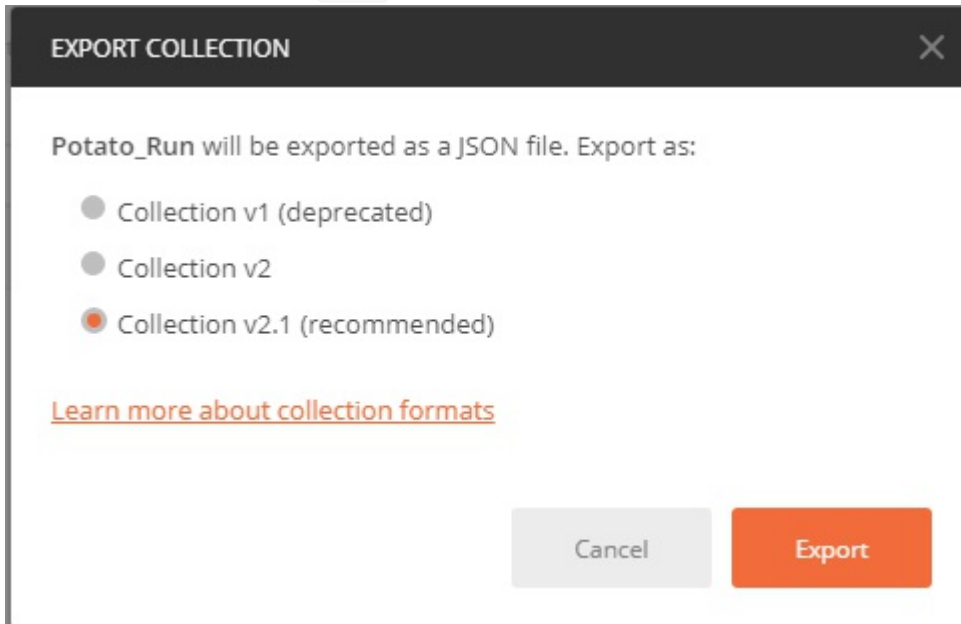 EXPORT COLLECTION
Potato_Run will be exported as a JSON file. Export as:
Collection v1 (deprecated)
Collection v2
Collection v2.1 (recommended)
Learn more about collection formats
Cancel Export